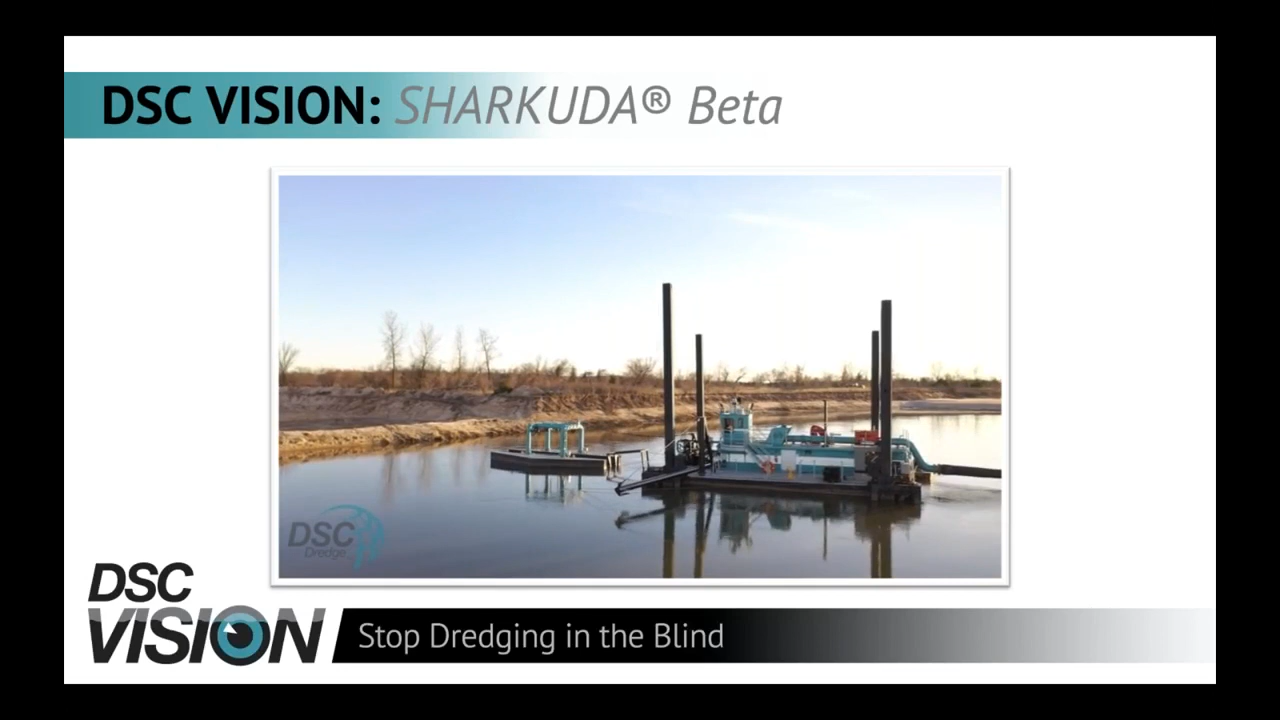 DSC VISION: SHARKUDA® Beta
DSC
Dredge
DSC
VISION
Stop Dredging in the Blind